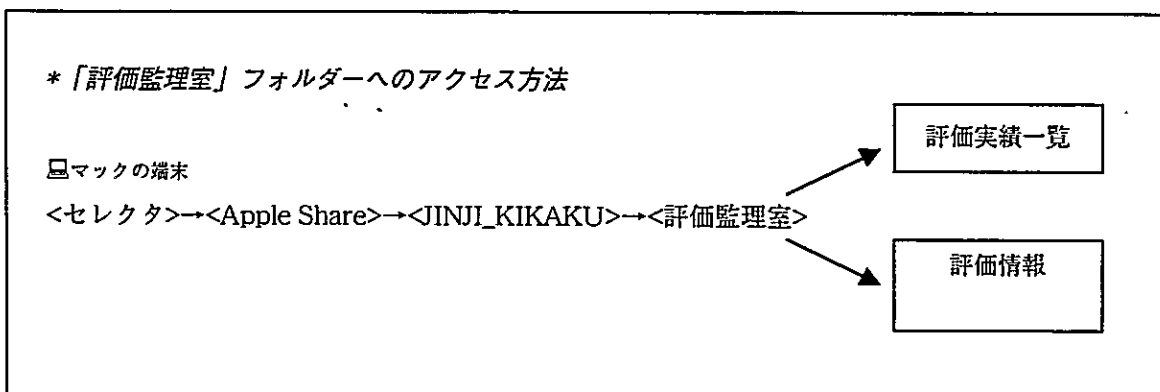 *「評価監理室」フォルダーへのアクセス方法
評価実績一覧
マックの端末
<セレクタ>→<Apple Share>→<JINJI_KIKAKU>→<評価監理室>
評価情報